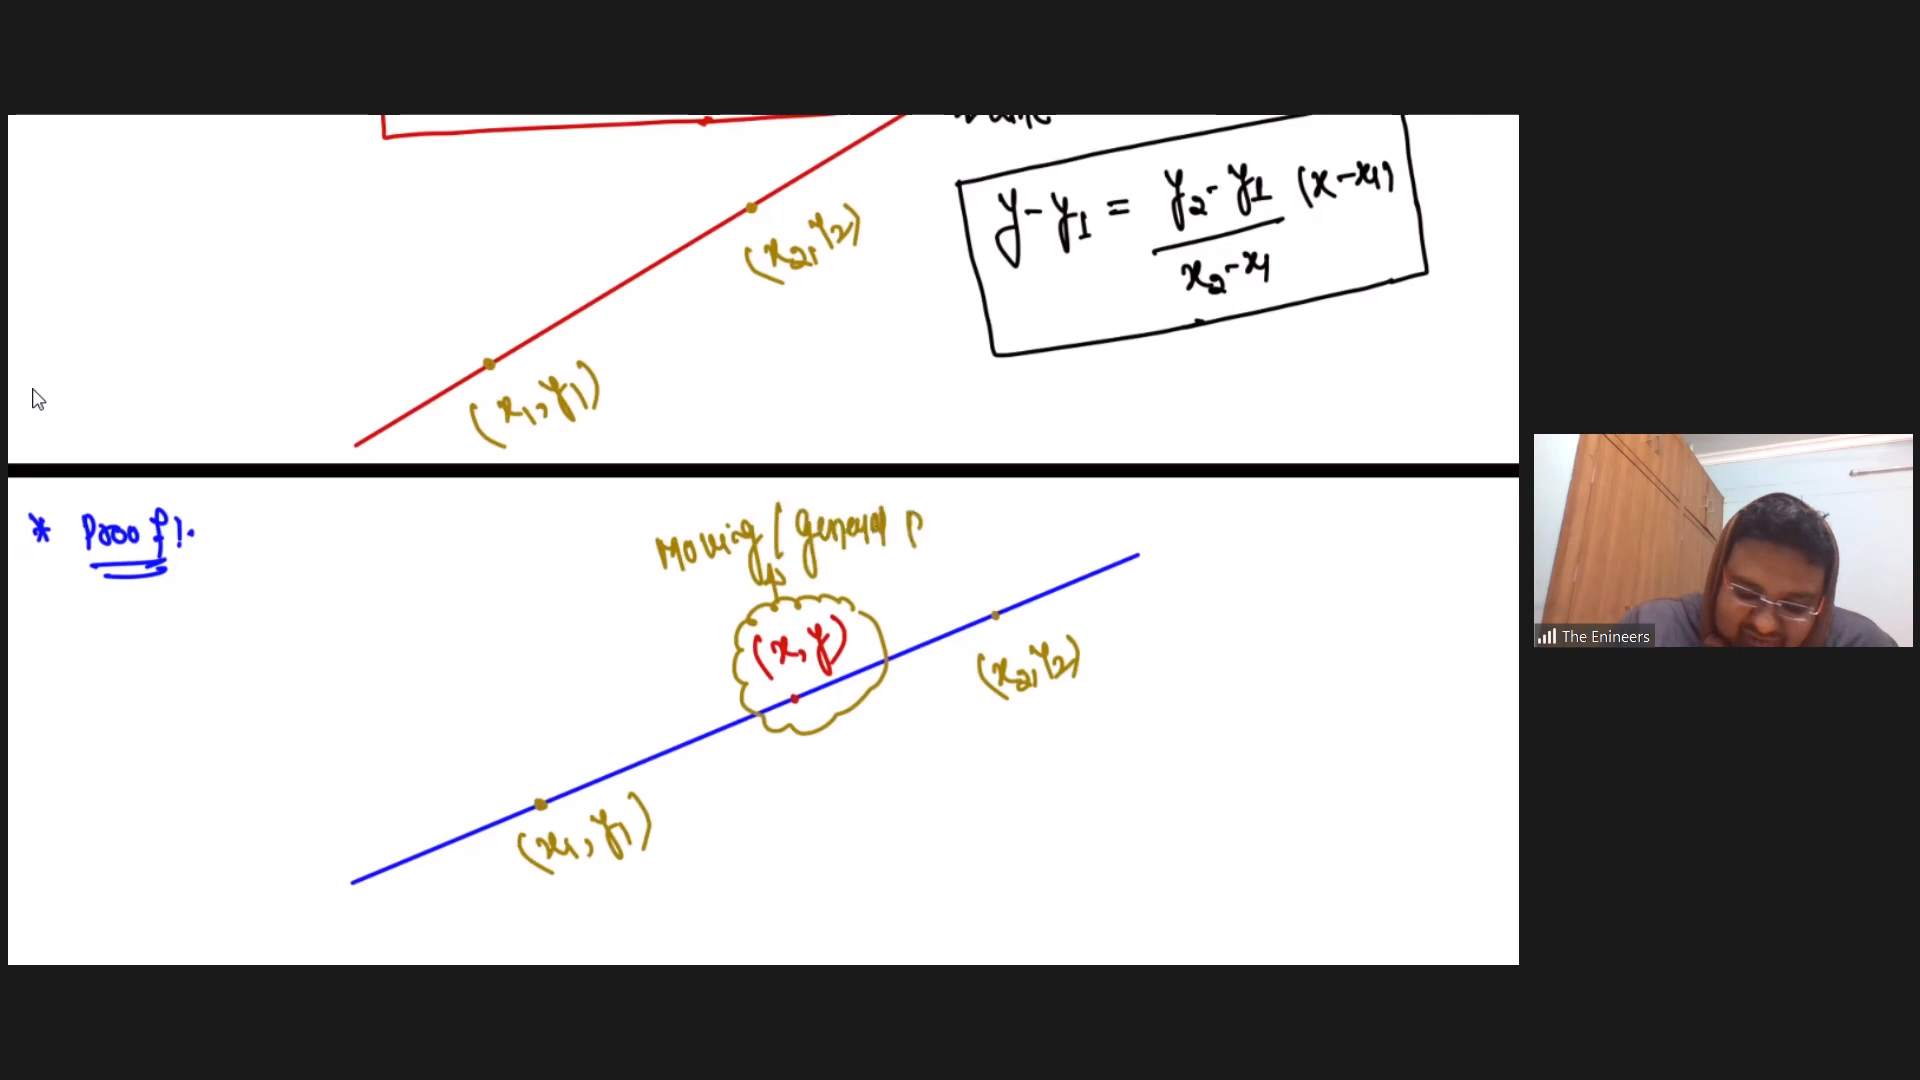 y-y1 = y2-y1 (x-x1)
x2-x1
(x2,y2)
(x1,y1)
* Proof:-
Moving/general p
(x,y)
(x2,y2)
(x1,y1)
The Enineers